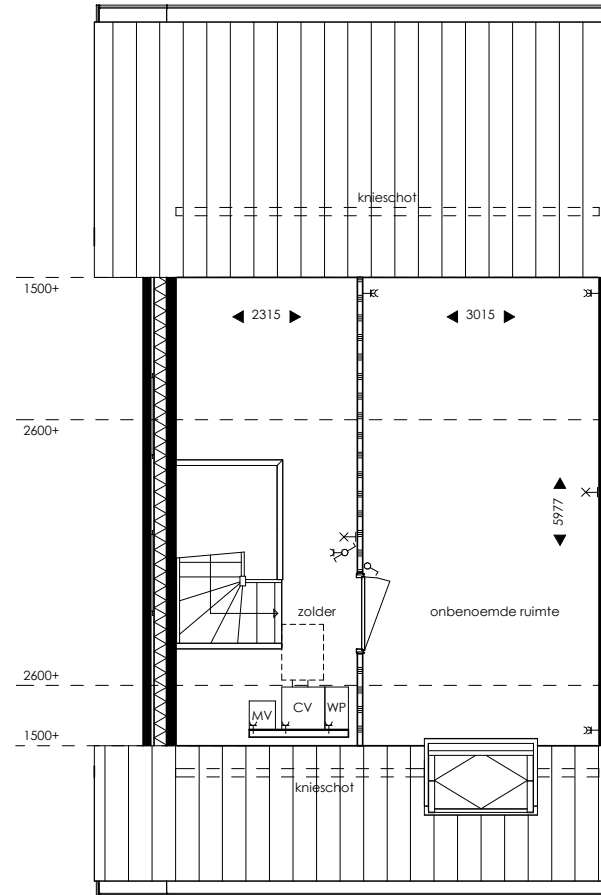 knieschot
1500+
2315
3015
2600+
5977
zolder
onbenoemde ruimte
2600+
MV
CV
WP
1500+
knieschot